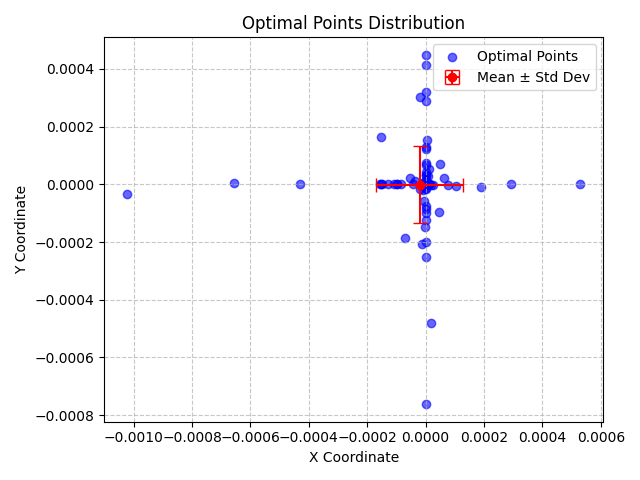 Optimal Points Distribution
Optimal Points
Mean ± Std Dev
Y Coordinate
0.0004
0.0002
0.0000
−0.0002
−0.0004
−0.0006
−0.0008
−0.0010 −0.0008 −0.0006 −0.0004 −0.0002 0.0000 0.0002 0.0004 0.0006
X Coordinate